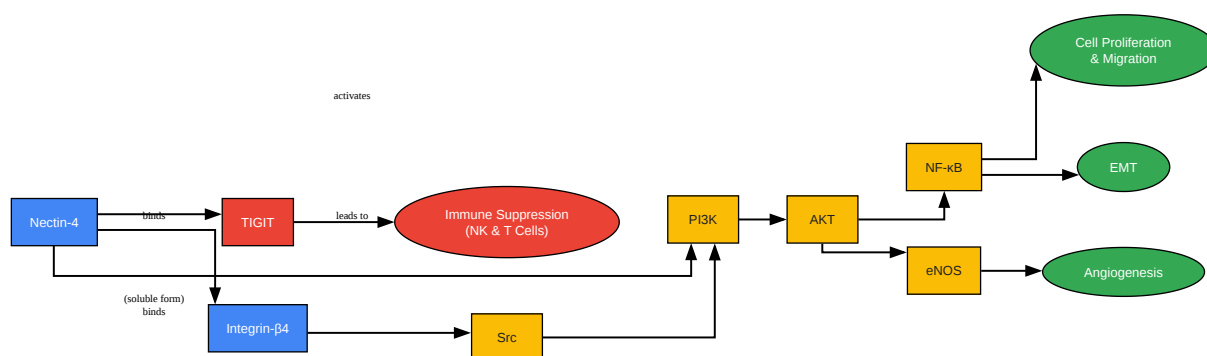 Cell Proliferation
& Migration
activates
NF-κB
EMT
Nectin-4
binds
TIGIT
leads to
Immune Suppression
(NK & T Cells)
PI3K
AKT
eNOS
Angiogenesis
(soluble form)
binds
Integrin-β4
Src